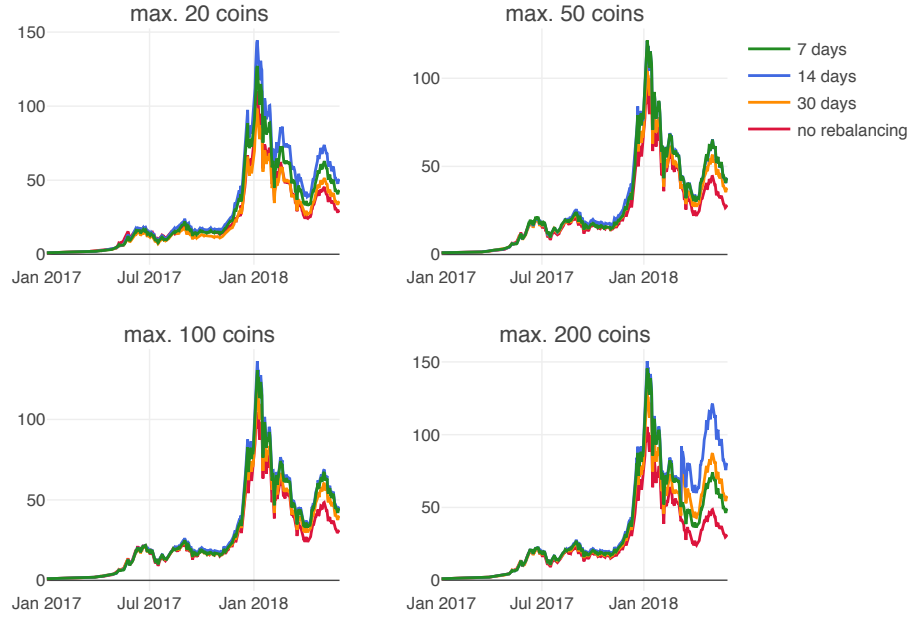 max. 20 coins
max. 50 coins
150
100
50
0
Jan 2017
Jul 2017
Jan 2018
100
50
0
Jan 2017
Jul 2017
Jan 2018
7 days
14 days
30 days
no rebalancing
max. 100 coins
max. 200 coins
100
50
0
Jan 2017
Jul 2017
Jan 2018
150
100
50
0
Jan 2017
Jul 2017
Jan 2018